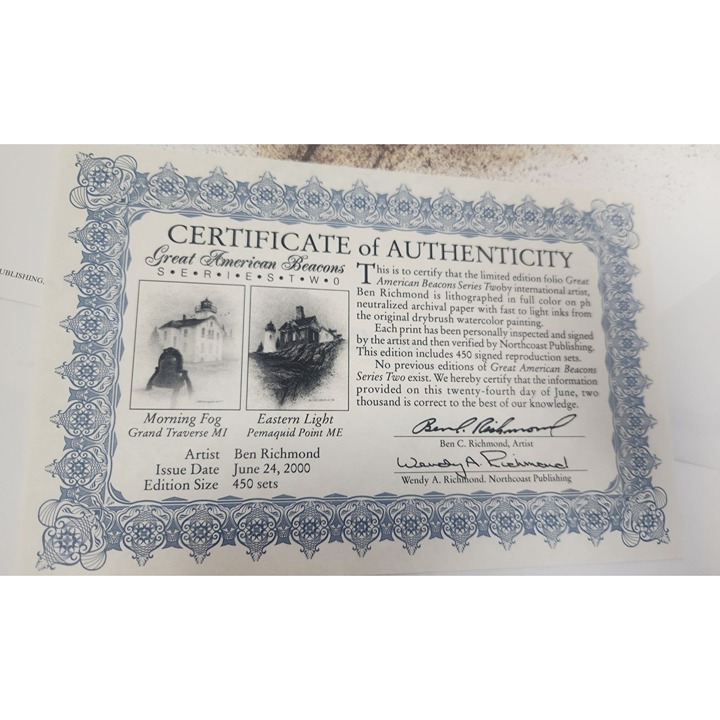 UBLISHING,
CERTIFICATE of AUTHENTICITY
Great American Beacons
S•E•R•I•E•S•T•W•O
Morning Fog
Grand Traverse MI
Eastern Light
Pemaquid Point ME
Artist Ben Richmond
Issue Date June 24, 2000
Edition Size 450 sets
This is to certify that the limited edition folio Great
American Beacons Series Twoby international artist,
Ben Richmond is lithographed in full color on ph
neutralized archival paper with fast to light inks from
the original drybrush watercolor painting.
Each print has been personally inspected and signed
by the artist and then verified by Northcoast Publishing.
This edition includes 450 signed reproduction sets.
No previous editions of Great American Beacons
Series Two exist. We hereby certify that the information
provided on this twenty-fourth day of June, two
thousand is correct to the best of our knowledge.
Ben C. Richmond
Ben C. Richmond, Artist
Wendy A. Richmond
Wendy A. Richmond. Northcoast Publishing